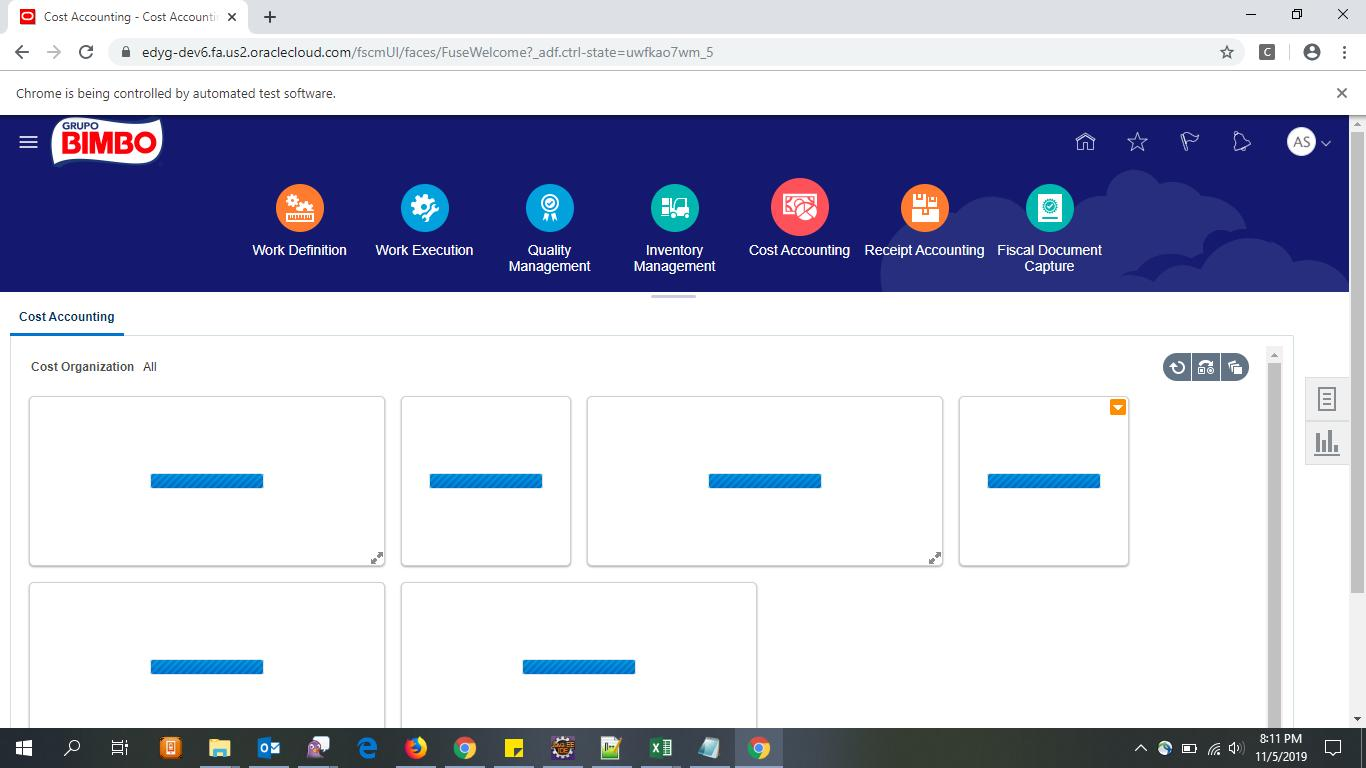 Cost Accounting - Cost Accounti
edyg-dev6.fa.us2.oraclecloud.com/fscmUI/faces/FuseWelcome?_adf.ctrl-state=uwfkao7wm_5
C
Chrome is being controlled by automated test software.
GRUPO
BIMBO
AS
Work Definition
Work Execution
Quality
Management
Inventory
Management
Cost Accounting
Receipt Accounting
Fiscal Document
Capture
Cost Accounting
Cost Organization All
8:11 PM
11/5/2019